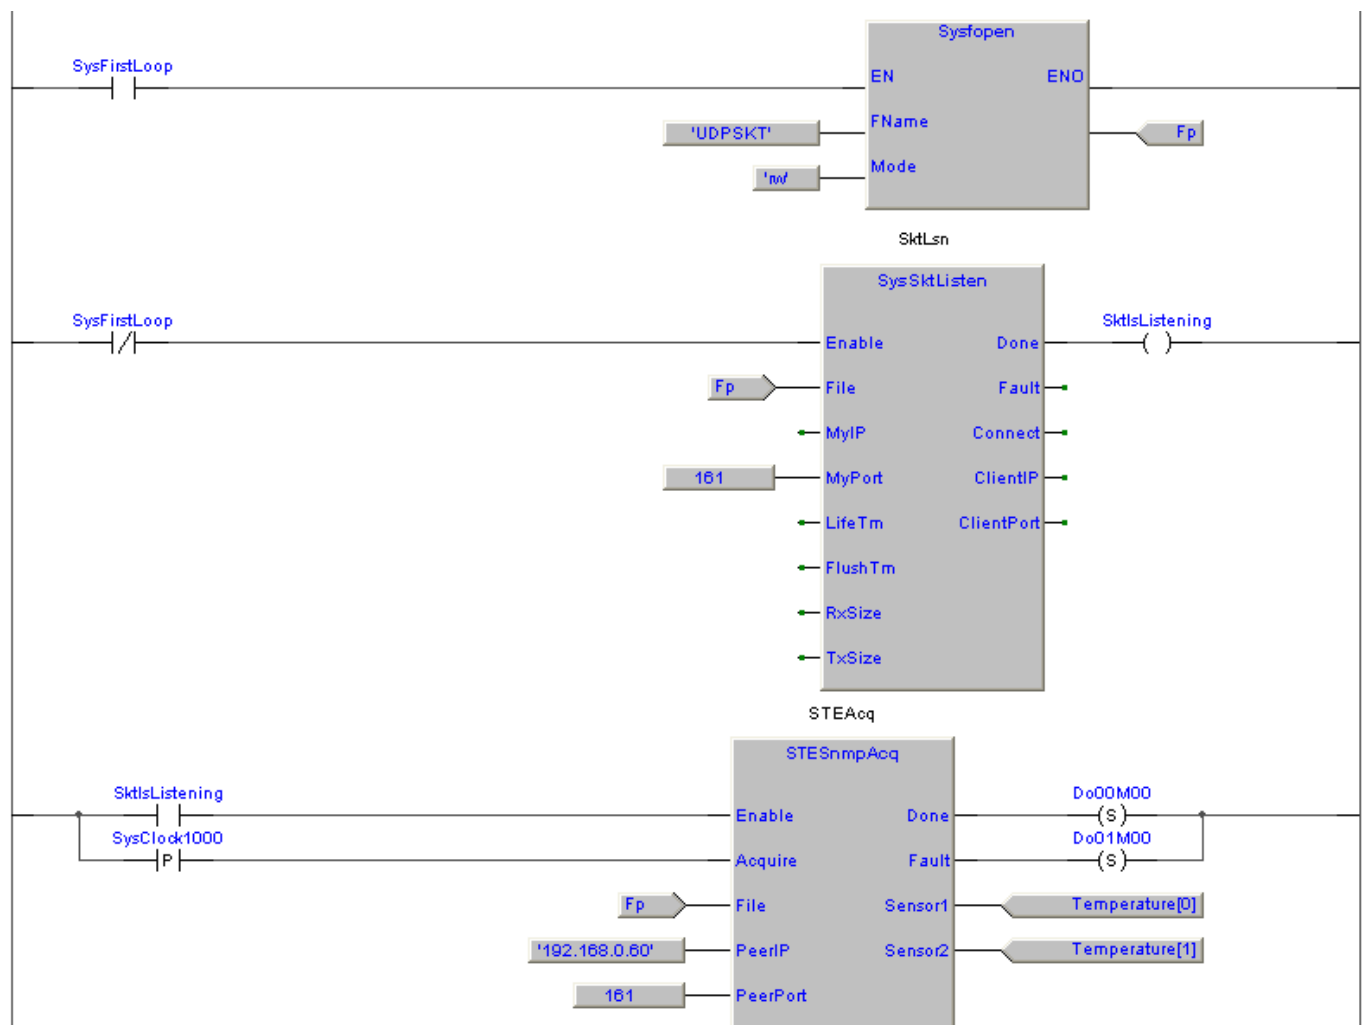 Sysfopen
SysFirstLoop
EN ENO
'UDPSKT' FName Fp
'rw' Mode
SktLsn
SysSktListen
SysFirstLoop SktIsListening
Enable Done
Fp File Fault
MyIP Connect
161 MyPort ClientIP
LifeTm ClientPort
FlushTm
RxSize
TxSize
STEAcq
STESnmpAcq
SktIsListening Do00M00
Enable Done (S)
SysClock1000 Do01M00
P Acquire Fault (S)
Fp File Sensor1 Temperature[0]
'192.168.0.60' PeerIP Sensor2 Temperature[1]
161 PeerPort